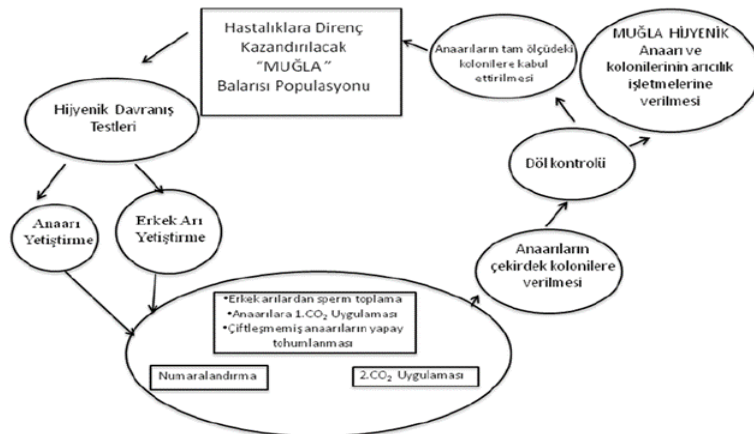 Hastalıklara Direnç
Kazandırılacak
“MUĞLA ”
Balarısı Populasyonu
Hijyenik Davranış
Testleri
Anaarı
Yetiştirme
Erkek Arı
Yetiştirme
•Erkek arılardan sperm toplama
•Anaarılara 1.CO₂ Uygulaması
•Çiftleşmemiş anaarıların yapay
tohumlanması
Numaralandırma
2.CO₂ Uygulaması
Anaarıların
çekirdek kolonilere
verilmesi
Döl kontrolü
Anaarıların tam ölçüdeki
kolonilere kabul
ettirilmesi
MUĞLA HİJYENİK
Anaarı ve
kolonilerinin arıcılık
işletmelerine
verilmesi